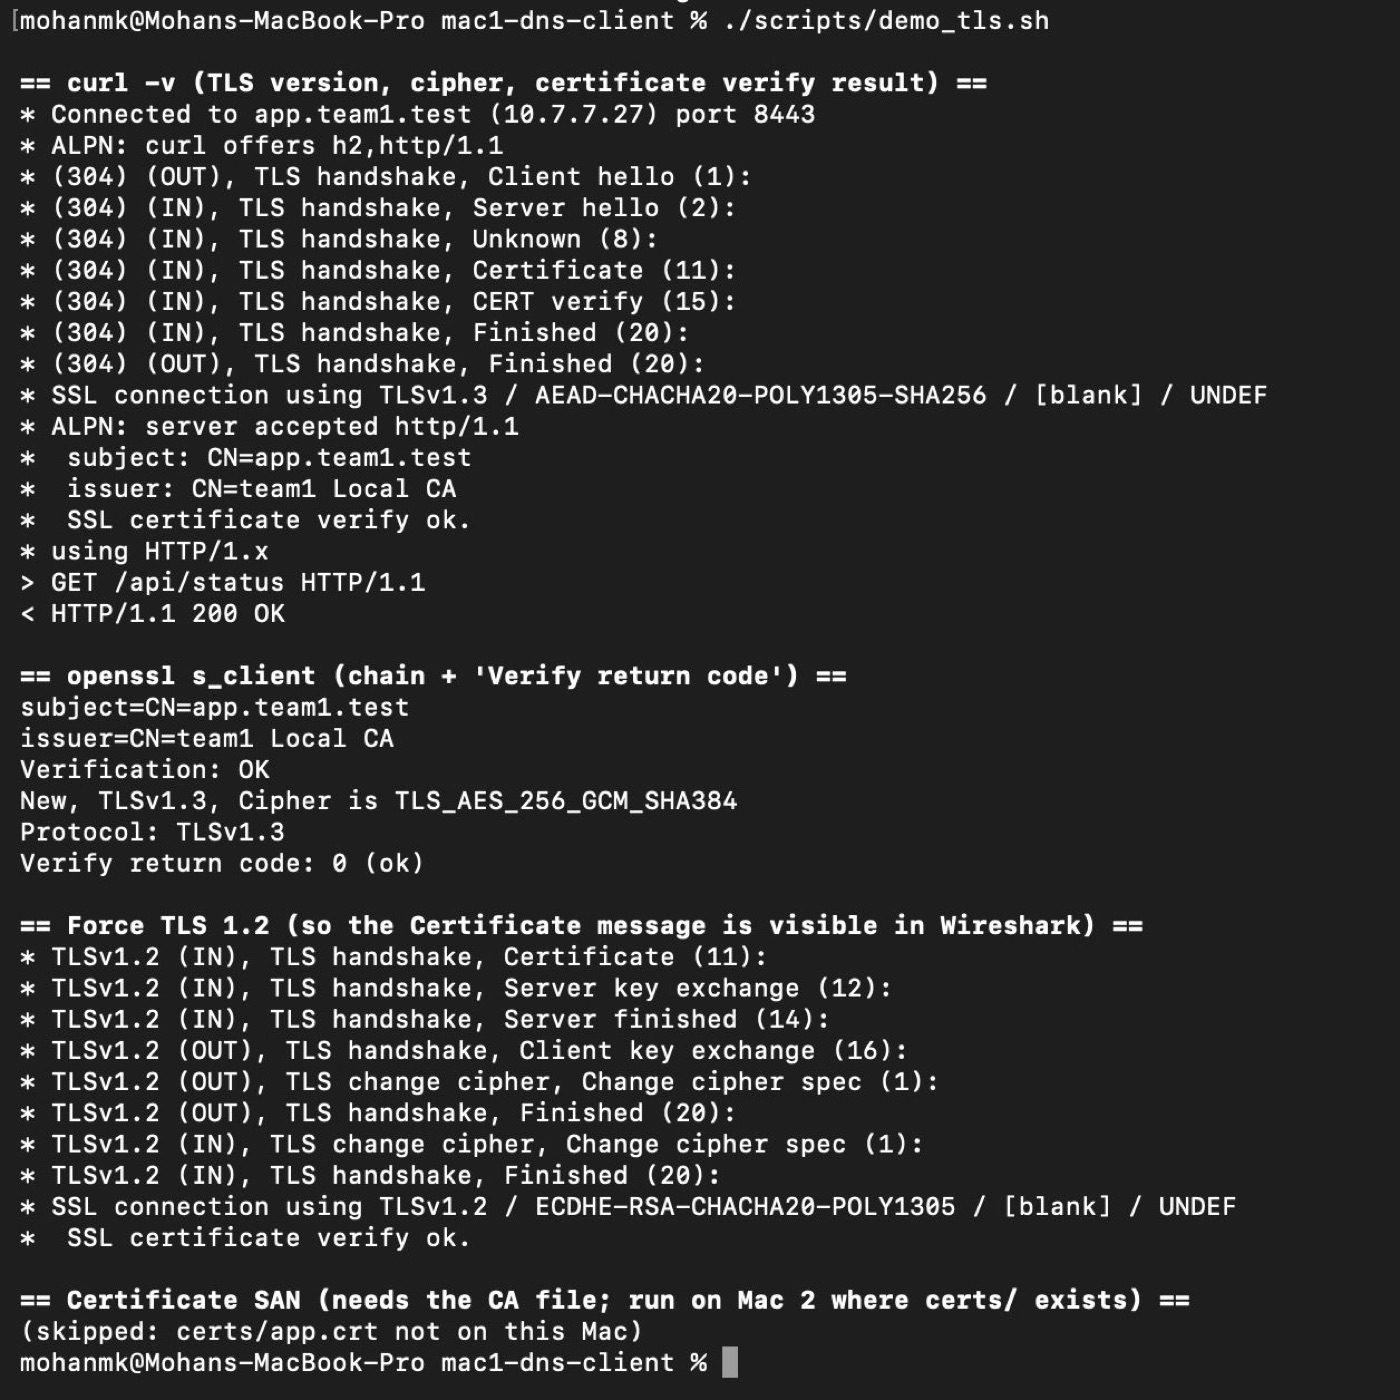 [mohanmk@Mohans-MacBook-Pro mac1-dns-client % ./scripts/demo_tls.sh
== curl -v (TLS version, cipher, certificate verify result) ==
* Connected to app.team1.test (10.7.7.27) port 8443
* ALPN: curl offers h2,http/1.1
* (304) (OUT), TLS handshake, Client hello (1):
* (304) (IN), TLS handshake, Server hello (2):
* (304) (IN), TLS handshake, Unknown (8):
* (304) (IN), TLS handshake, Certificate (11):
* (304) (IN), TLS handshake, CERT verify (15):
* (304) (IN), TLS handshake, Finished (20):
* (304) (OUT), TLS handshake, Finished (20):
* SSL connection using TLSv1.3 / AEAD-CHACHA20-POLY1305-SHA256 / [blank] / UNDEF
* ALPN: server accepted http/1.1
*  subject: CN=app.team1.test
*  issuer: CN=team1 Local CA
*  SSL certificate verify ok.
* using HTTP/1.x
> GET /api/status HTTP/1.1
< HTTP/1.1 200 OK
== openssl s_client (chain + 'Verify return code') ==
subject=CN=app.team1.test
issuer=CN=team1 Local CA
Verification: OK
New, TLSv1.3, Cipher is TLS_AES_256_GCM_SHA384
Protocol: TLSv1.3
Verify return code: 0 (ok)
== Force TLS 1.2 (so the Certificate message is visible in Wireshark) ==
* TLSv1.2 (IN), TLS handshake, Certificate (11):
* TLSv1.2 (IN), TLS handshake, Server key exchange (12):
* TLSv1.2 (IN), TLS handshake, Server finished (14):
* TLSv1.2 (OUT), TLS handshake, Client key exchange (16):
* TLSv1.2 (OUT), TLS change cipher, Change cipher spec (1):
* TLSv1.2 (OUT), TLS handshake, Finished (20):
* TLSv1.2 (IN), TLS change cipher, Change cipher spec (1):
* TLSv1.2 (IN), TLS handshake, Finished (20):
* SSL connection using TLSv1.2 / ECDHE-RSA-CHACHA20-POLY1305 / [blank] / UNDEF
*  SSL certificate verify ok.
== Certificate SAN (needs the CA file; run on Mac 2 where certs/ exists) ==
(skipped: certs/app.crt not on this Mac)
mohanmk@Mohans-MacBook-Pro mac1-dns-client %